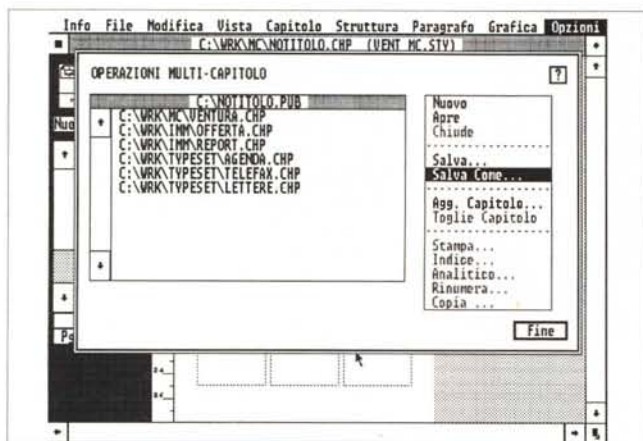 Info File Modifica Vista Capitolo Struttura Paragrafo Grafica Opzioni
C:\WRK\MC\NOTITOLO.CHP (VENT_MC.STY)
OPERAZIONI MULTI-CAPITOLO
?
C:\NOTITOLO.PUB
C:\WRK\MC\VENTURA.CHP
C:\WRK\IMM\OFFERTA.CHP
C:\WRK\IMM\REPORT.CHP
C:\WRK\TYPESET\AGENDA.CHP
C:\WRK\TYPESET\TELEFAX.CHP
C:\WRK\TYPESET\LETTERE.CHP
Nuovo
Apre
Chiude
Salva...
Salva Come...
Agg. Capitolo...
Toglie Capitolo
Stampa...
Indice...
Analitico...
Rinumera...
Copia ...
Fine
Nuo
24